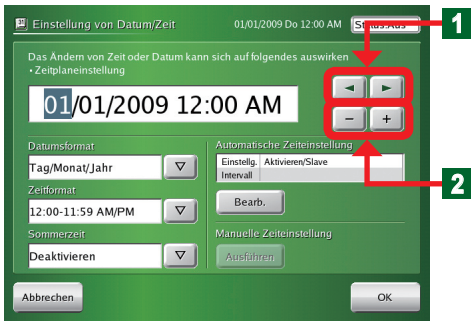 Einstellung von Datum/Zeit
01/01/2009 Do 12:00 AM
1
Das Ändern von Zeit oder Datum kann sich auf folgendes auswirken
• Zeitplaneinstellung
◄ ►
01/01/2009 12:00 AM
− +
Datumsformat
Tag/Monat/Jahr
Automatische Zeiteinstellung
Einstellg. Aktivieren/Slave
Intervall
2
Zeitformat
12:00-11:59 AM/PM
Bearb.
Sommerzeit
Deaktivieren
Manuelle Zeiteinstellung
Ausführen
Abbrechen
OK